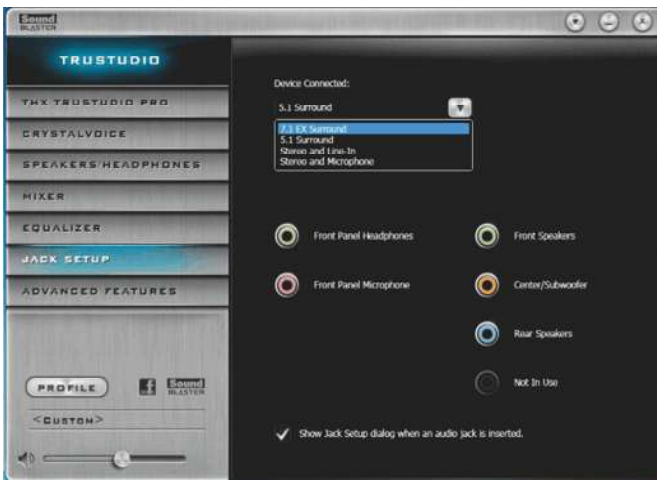 Sound
BLASTER
TRUSTUDIO
THX TRUSTUDIO PRO
CRYSTALVOICE
SPEAKERS/HEADPHONES
MIXER
EQUALIZER
JACK SETUP
ADVANCED FEATURES
PROFILE
f
Sound
BLASTER
<CUSTOM>
Device Connected:
5.1 Surround
7.1 EX Surround
5.1 Surround
Stereo and Line-In
Stereo and Microphone
Front Panel Headphones
Front Speakers
Front Panel Microphone
Center/Subwoofer
Rear Speakers
Not In Use
Show Jack Setup dialog when an audio jack is inserted.